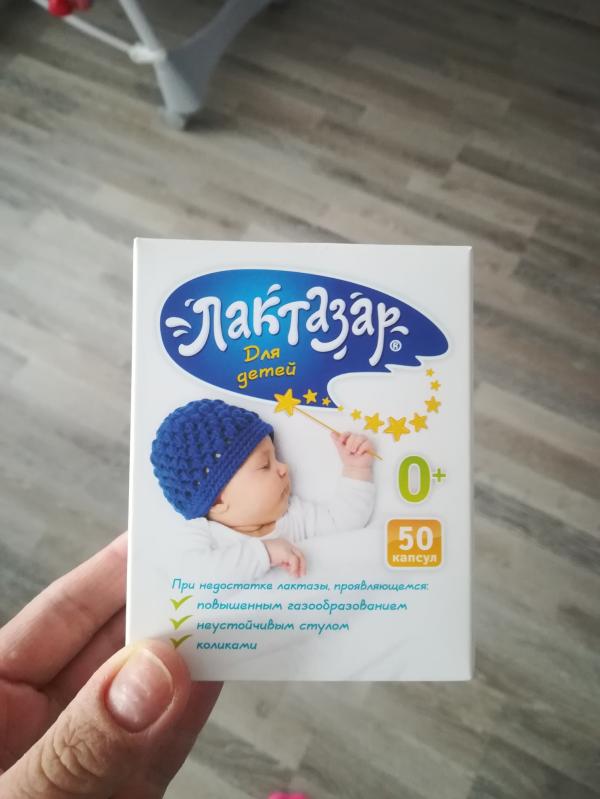 Лактазар®
Для
детей
0+
50
капсул
При недостатке лактазы, проявляющемся:
повышенным газообразованием
неустойчивым стулом
коликами